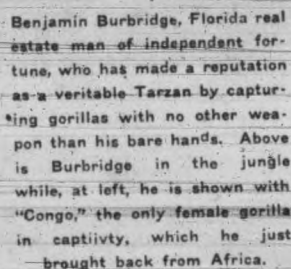 Benjamin Burbridge, Florida real
estate man of independent for-
tune, who has made a reputation
as a veritable Tarzan by captur-
ing gorillas with no other wea-
pon than his bare hands. Above
is Burbridge in the jungle
while, at left, he is shown with
"Congo," the only female gorilla
in captiivty, which he just
brought back from Africa.